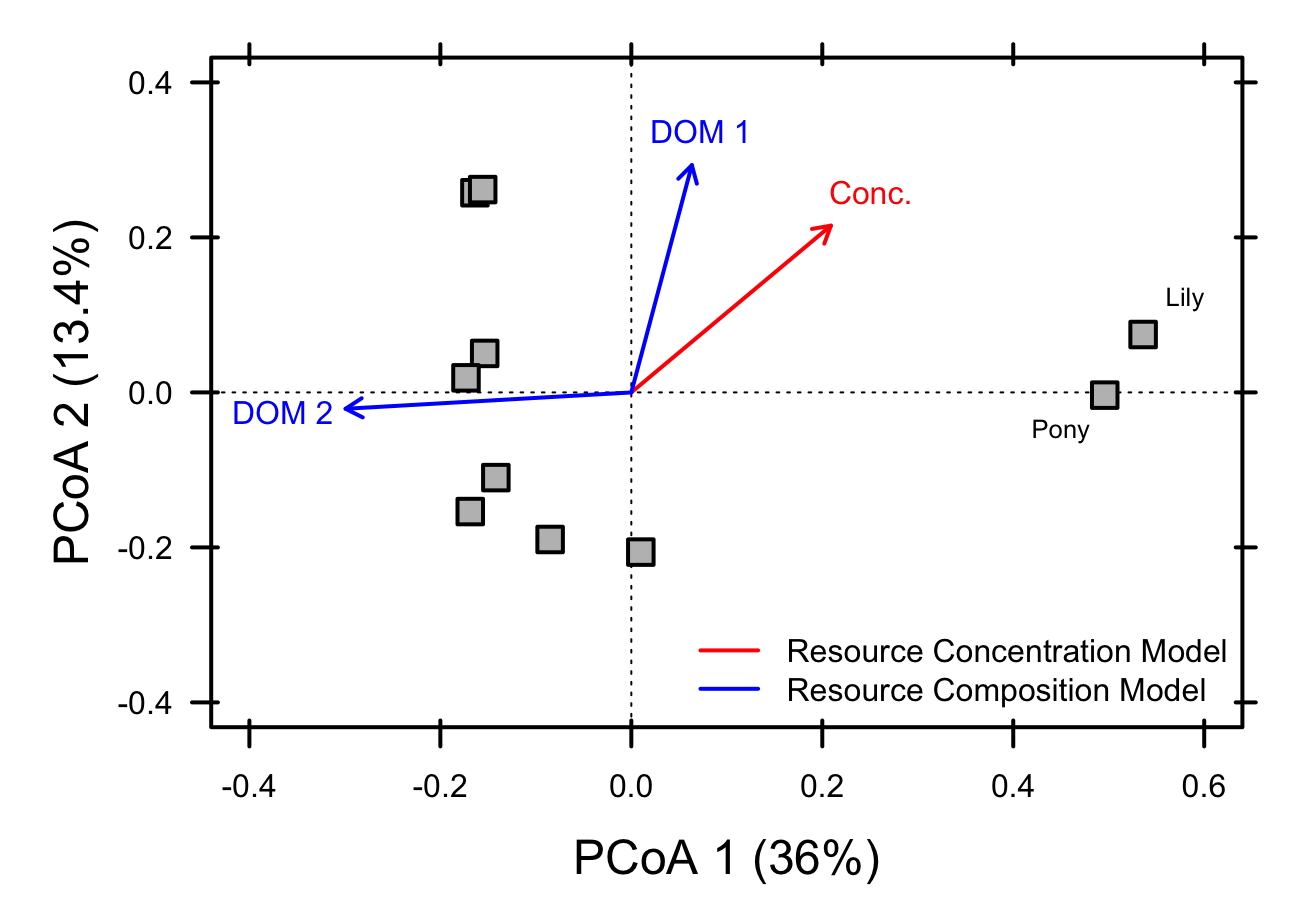 0.4
0.2
0.0
-0.2
-0.4
PCoA 2 (13.4%)
DOM 1
Conc.
DOM 2
Lily
Pony
Resource Concentration Model
Resource Composition Model
-0.4 -0.2 0.0 0.2 0.4 0.6
PCoA 1 (36%)